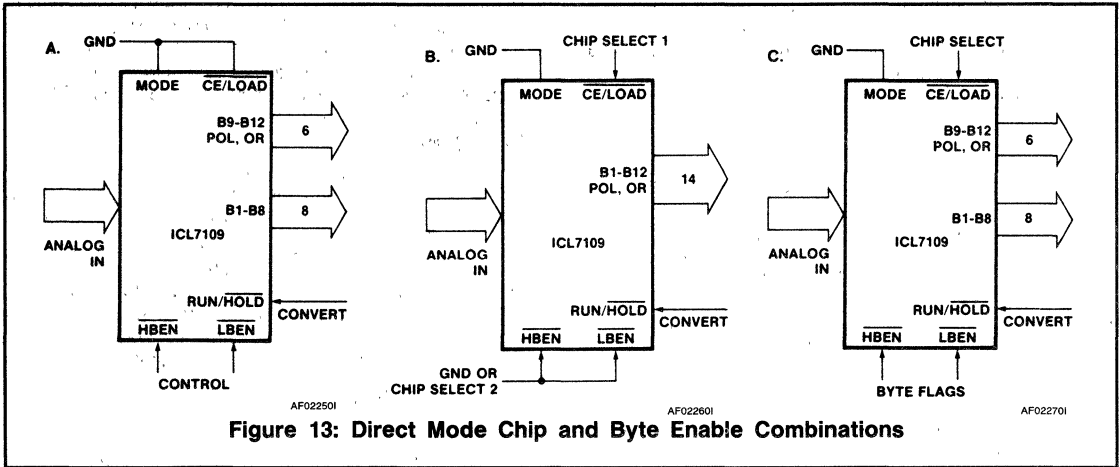 A.
GND
MODE CE/LOAD
B9-B12
POL, OR
6
B1-B8
8
ANALOG
IN
ICL7109
RUN/HOLD
CONVERT
HBEN LBEN
CONTROL
AF02250I
B.
GND
CHIP SELECT 1
MODE CE/LOAD
B1-B12
POL, OR
14
ANALOG
IN
ICL7109
RUN/HOLD
CONVERT
HBEN LBEN
GND OR
CHIP SELECT 2
AF02260I
C.
GND
CHIP SELECT
MODE CE/LOAD
B9-B12
POL, OR
6
B1-B8
8
ANALOG
IN
ICL7109
RUN/HOLD
CONVERT
HBEN LBEN
BYTE FLAGS
AF02270I
Figure 13: Direct Mode Chip and Byte Enable Combinations